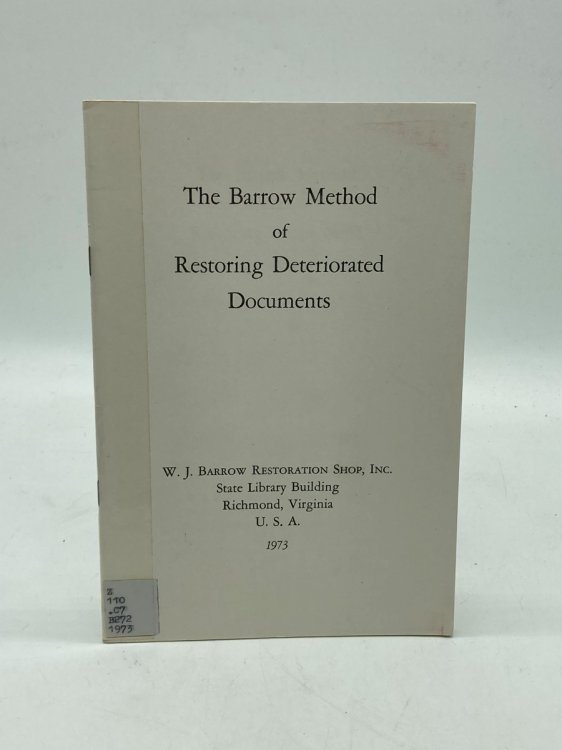 The Barrow Method
of
Restoring Deteriorated
Documents
W. J. Barrow Restoration Shop, Inc.
State Library Building
Richmond, Virginia
U. S. A.
1973
Z
110
.C7
B272
1973